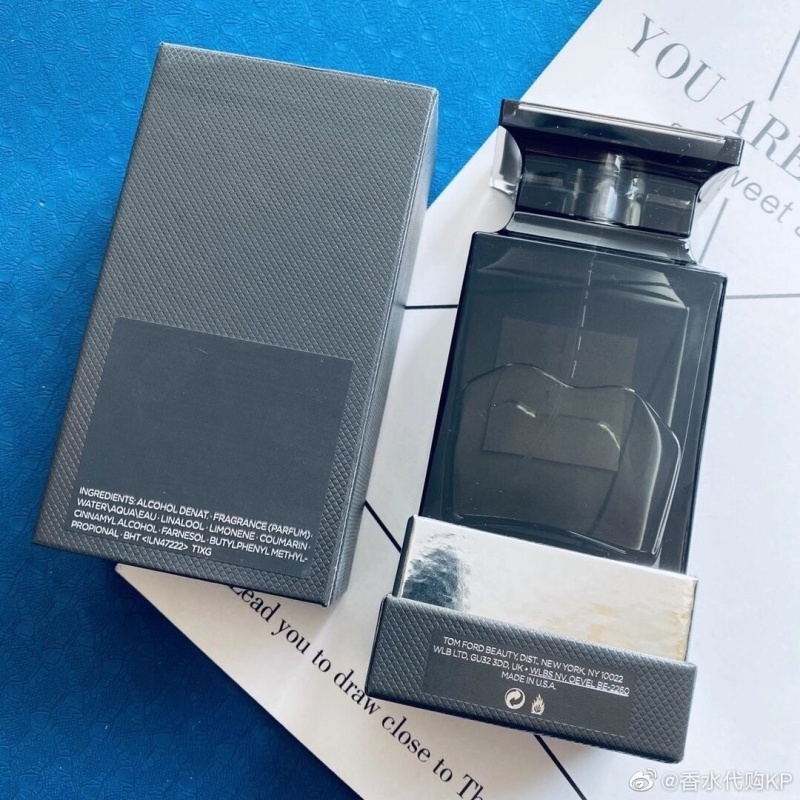 YOU ARE
weet a
INGREDIENTS: ALCOHOL DENAT. · FRAGRANCE (PARFUM) ·
WATER\AQUA\EAU · LINALOOL · LIMONENE · COUMARIN ·
CINNAMYL ALCOHOL · FARNESOL · BUTYLPHENYL METHYL-
PROPIONAL · BHT <ILN47222> T1XG
Lead you to draw close to Th
TOM FORD BEAUTY, DIST., NEW YORK, NY 10022
WLB LTD, GU32 3DD, UK • WLBS NV, OEVEL BE-2260
MADE IN U.S.A.
@香水代购KP